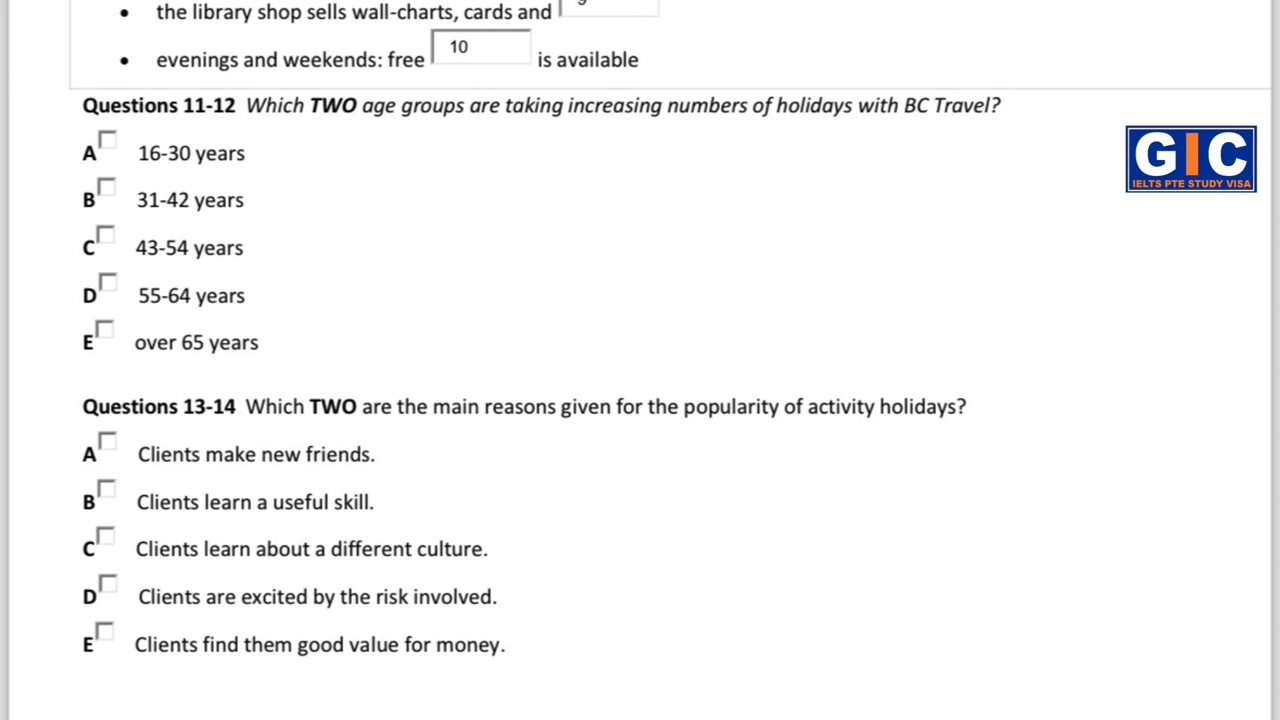 • the library shop sells wall-charts, cards and
• evenings and weekends: free 10 is available
Questions 11-12 Which TWO age groups are taking increasing numbers of holidays with BC Travel?
A 16-30 years
B 31-42 years
C 43-54 years
D 55-64 years
E over 65 years
GIC
IELTS PTE STUDY VISA
Questions 13-14 Which TWO are the main reasons given for the popularity of activity holidays?
A Clients make new friends.
B Clients learn a useful skill.
C Clients learn about a different culture.
D Clients are excited by the risk involved.
E Clients find them good value for money.